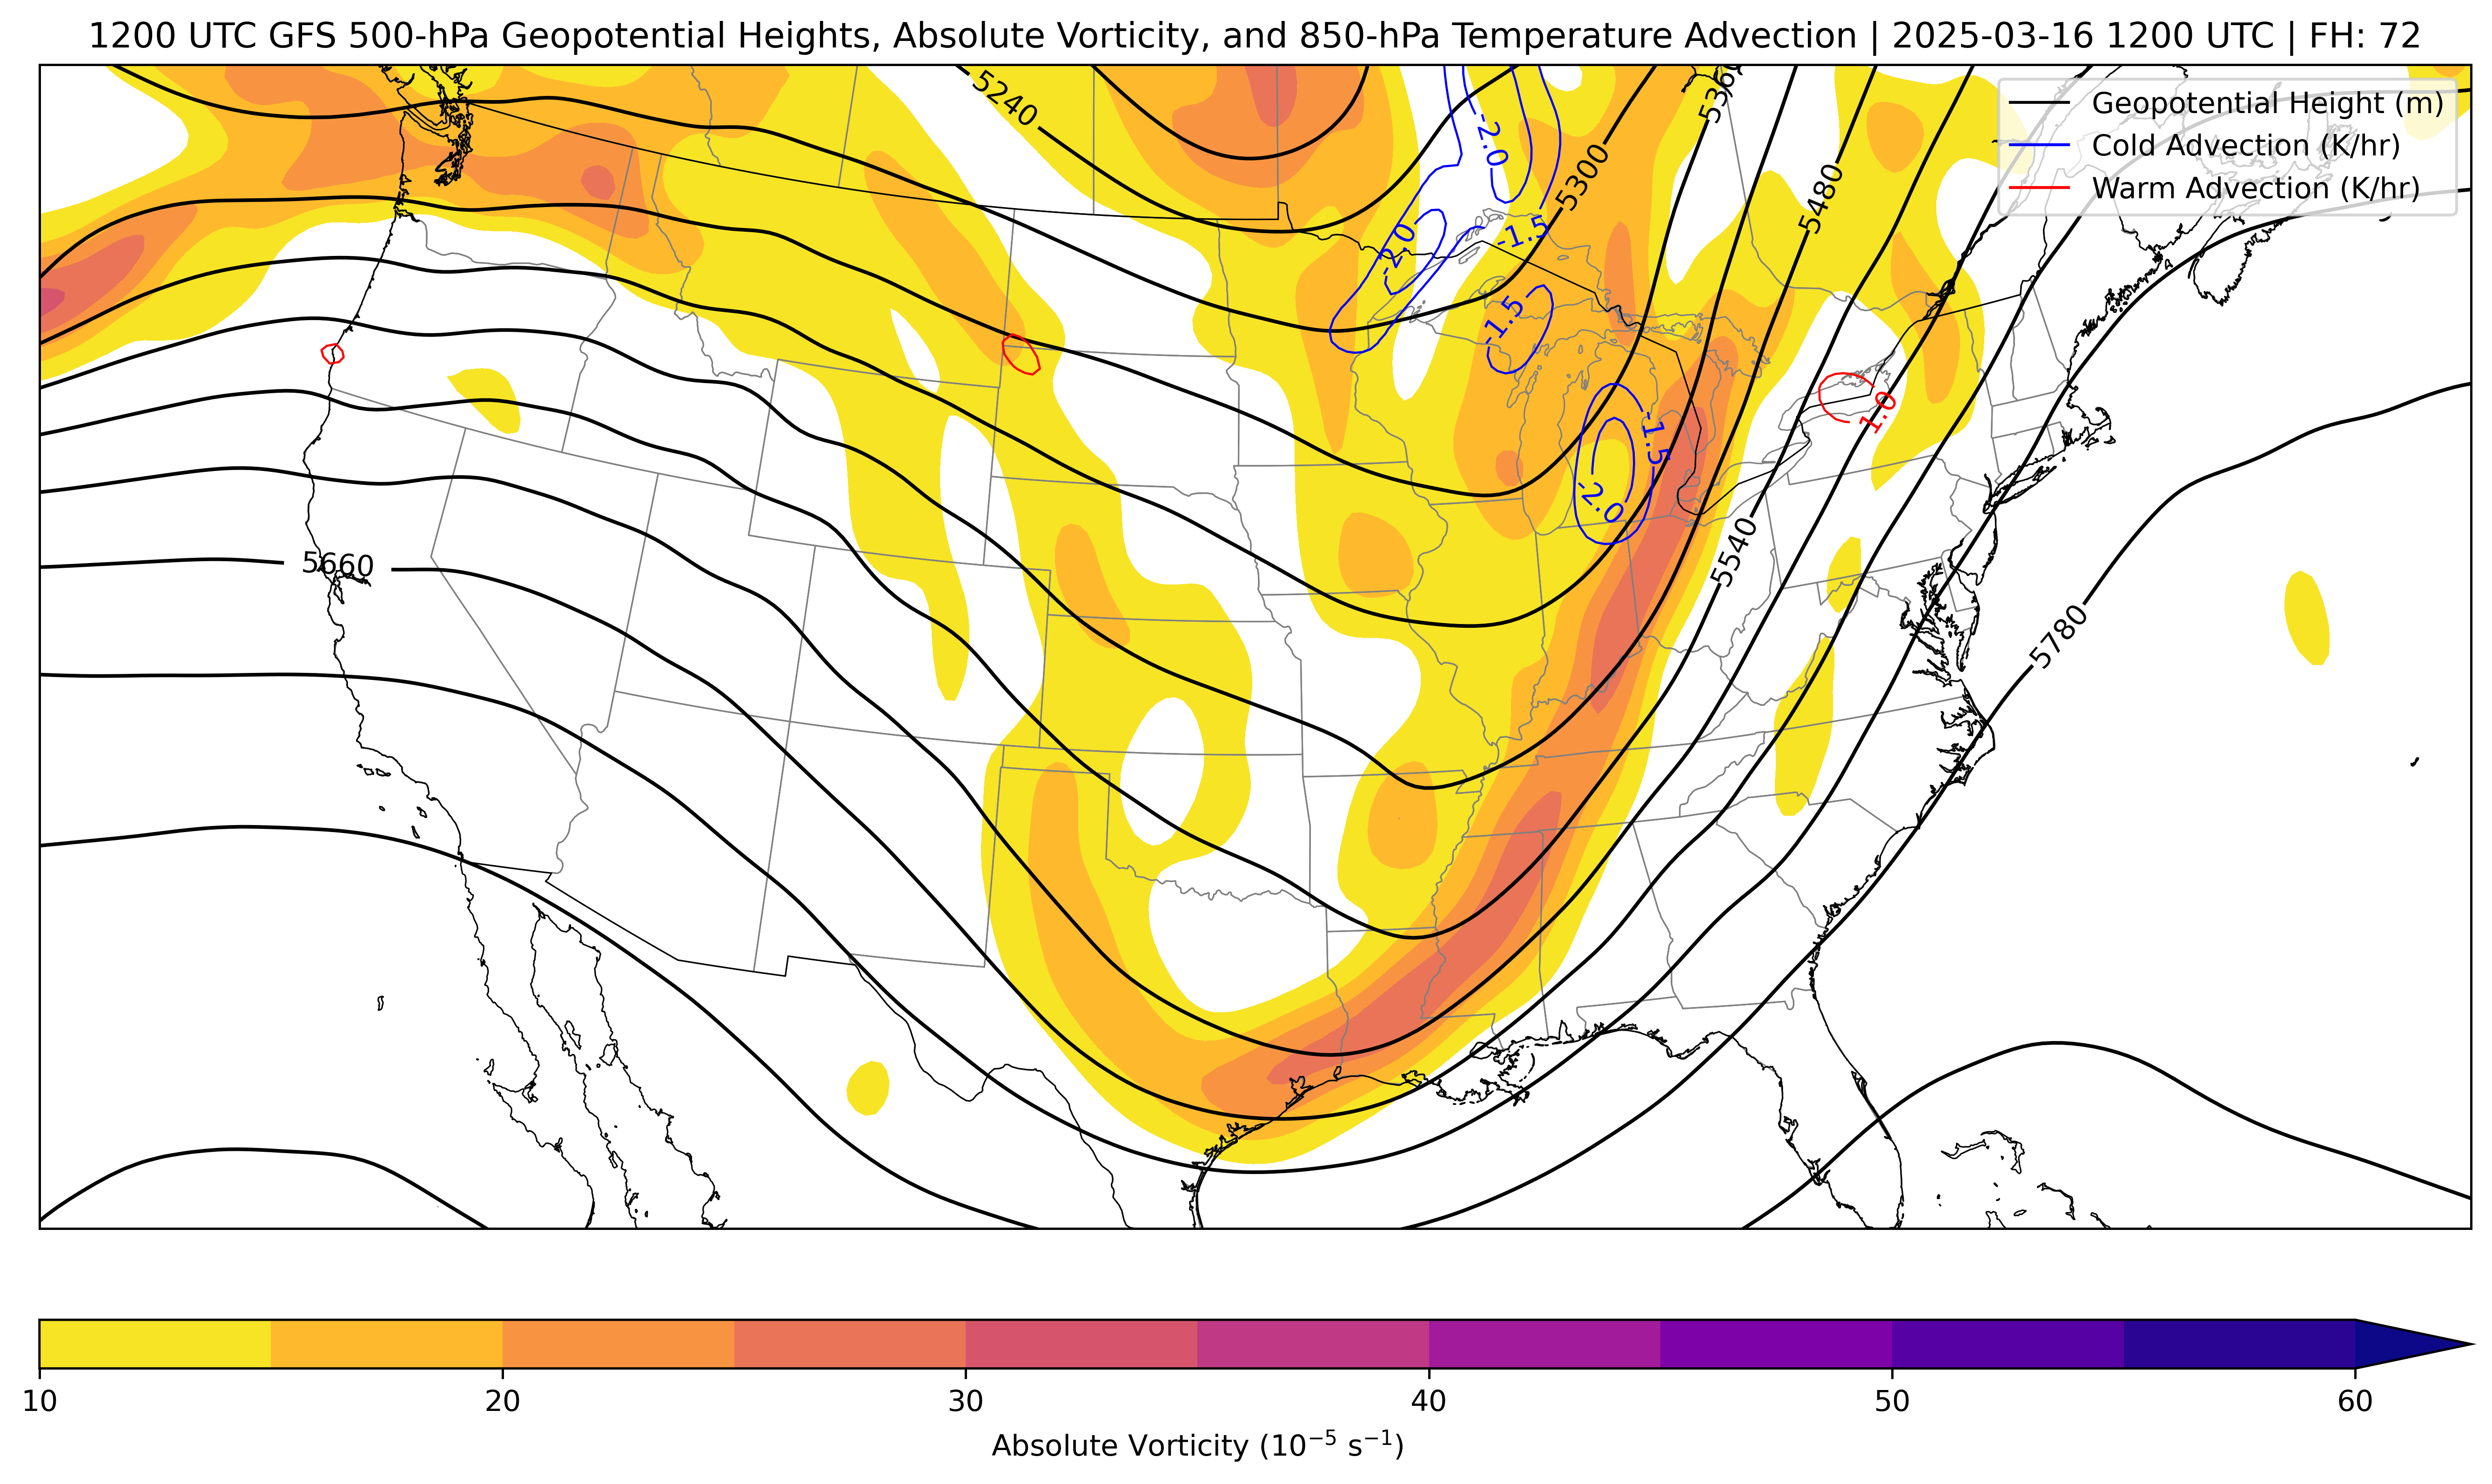 1200 UTC GFS 500-hPa Geopotential Heights, Absolute Vorticity, and 850-hPa Temperature Advection | 2025-03-16 1200 UTC | FH: 72
Geopotential Height (m)
Cold Advection (K/hr)
Warm Advection (K/hr)
5240
5360
-2.0
5300
5480
-2.0
-1.5
-1.5
1.0
-1.5
-2.0
5540
5660
5780
10 20 30 40 50 60
Absolute Vorticity (10⁻⁵ s⁻¹)